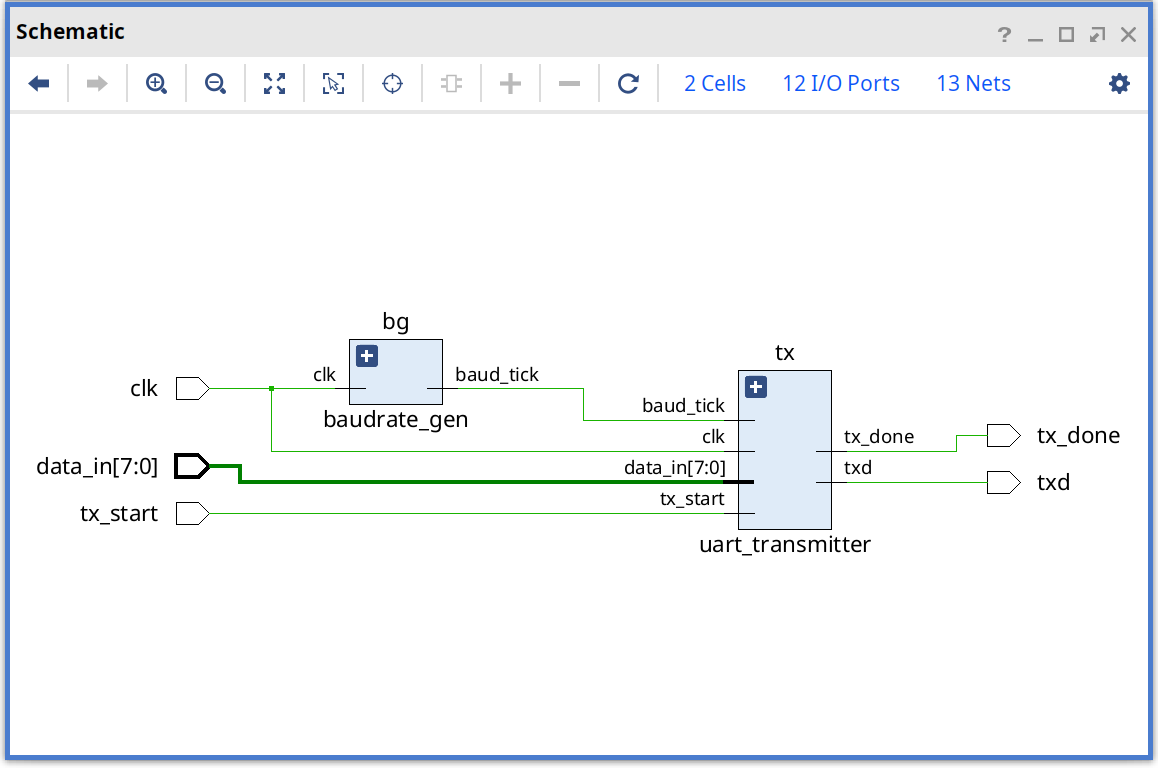 Schematic
?
2 Cells 12 I/O Ports 13 Nets
bg
clk
clk
baud_tick
baudrate_gen
tx
baud_tick
clk
data_in[7:0]
tx_start
tx_done
txd
uart_transmitter
data_in[7:0]
tx_start
tx_done
txd